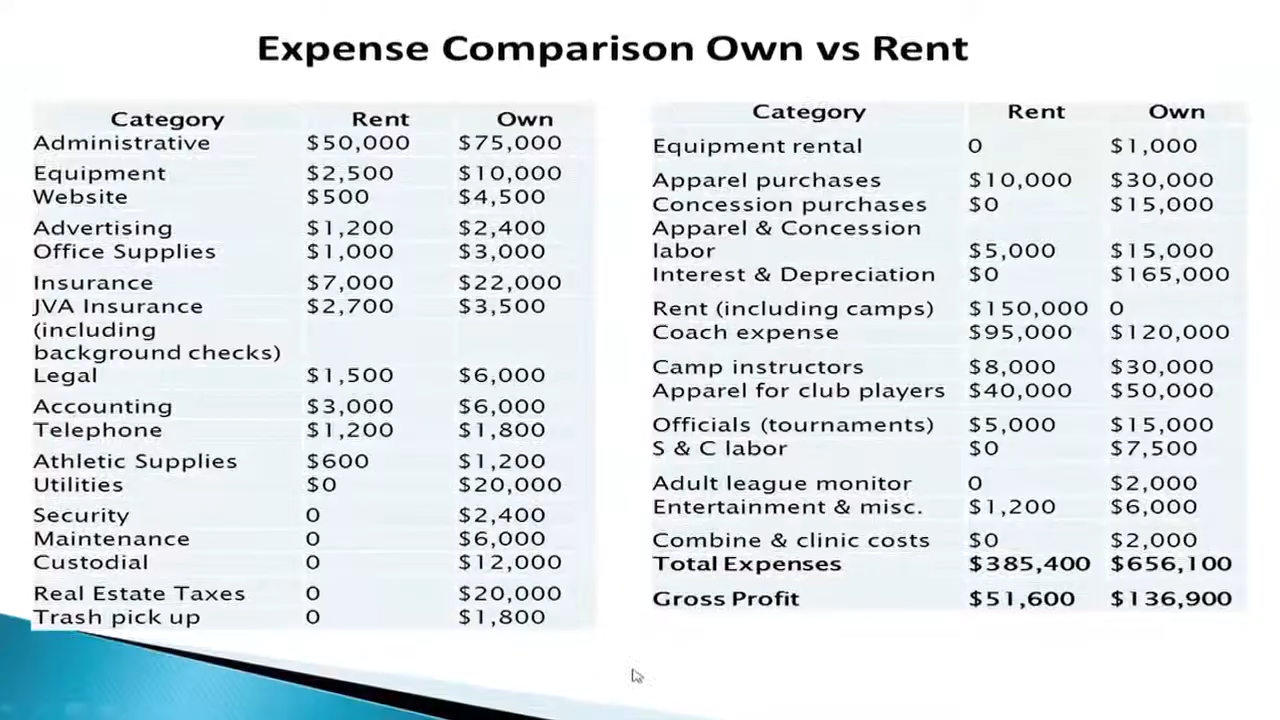 Expense Comparison Own vs Rent
Category Rent Own
Administrative $50,000 $75,000
Equipment $2,500 $10,000
Website $500 $4,500
Advertising $1,200 $2,400
Office Supplies $1,000 $3,000
Insurance $7,000 $22,000
JVA Insurance $2,700 $3,500
(including
background checks)
Legal $1,500 $6,000
Accounting $3,000 $6,000
Telephone $1,200 $1,800
Athletic Supplies $600 $1,200
Utilities $0 $20,000
Security 0 $2,400
Maintenance 0 $6,000
Custodial 0 $12,000
Real Estate Taxes 0 $20,000
Trash pick up 0 $1,800
Category Rent Own
Equipment rental 0 $1,000
Apparel purchases $10,000 $30,000
Concession purchases $0 $15,000
Apparel & Concession
labor $5,000 $15,000
Interest & Depreciation $0 $165,000
Rent (including camps) $150,000 0
Coach expense $95,000 $120,000
Camp instructors $8,000 $30,000
Apparel for club players $40,000 $50,000
Officials (tournaments) $5,000 $15,000
S & C labor $0 $7,500
Adult league monitor 0 $2,000
Entertainment & misc. $1,200 $6,000
Combine & clinic costs $0 $2,000
Total Expenses $385,400 $656,100
Gross Profit $51,600 $136,900